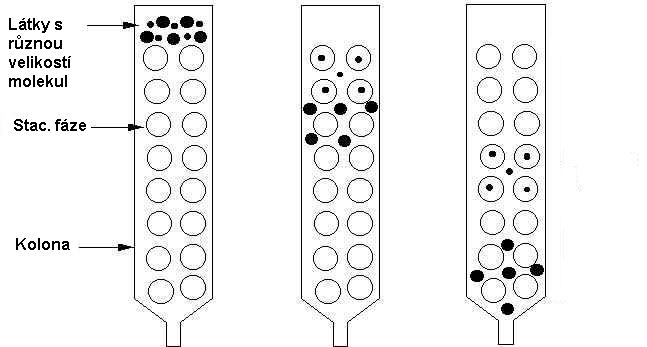 Látky s
různou
velikostí
molekul
Stac. fáze
Kolona